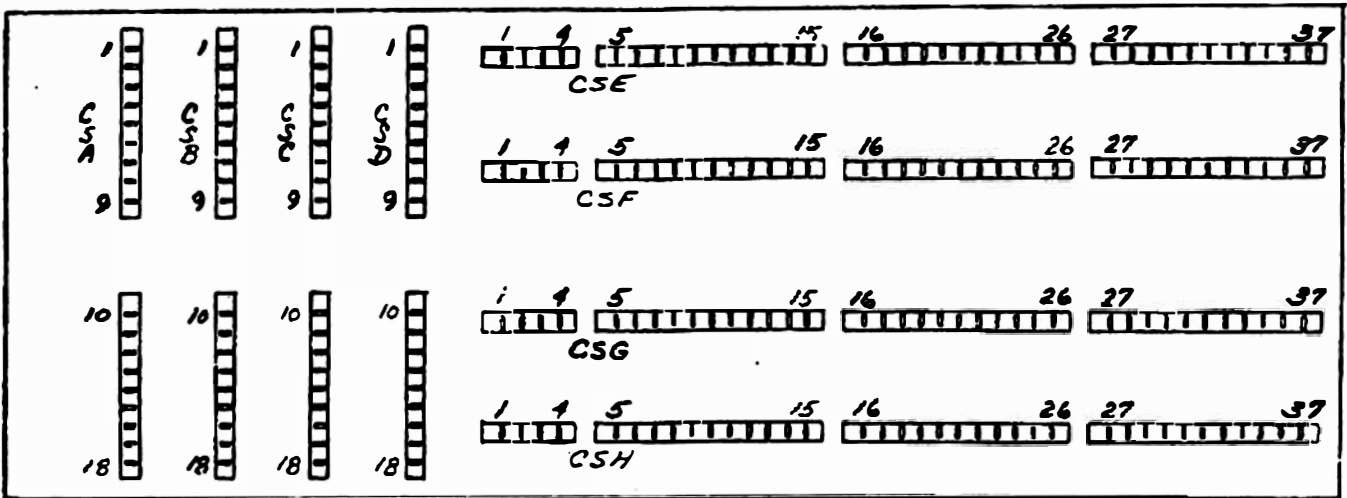 1 1 1 1 1 4 5 15 16 26 27 37
CSE
CSA CSB CSC CSD
1 4 5 15 16 26 27 37
CSF
9 9 9 9
1 4 5 15 16 26 27 37
10 10 10 10
CSG
1 4 5 15 16 26 27 37
CSH
18 18 18 18